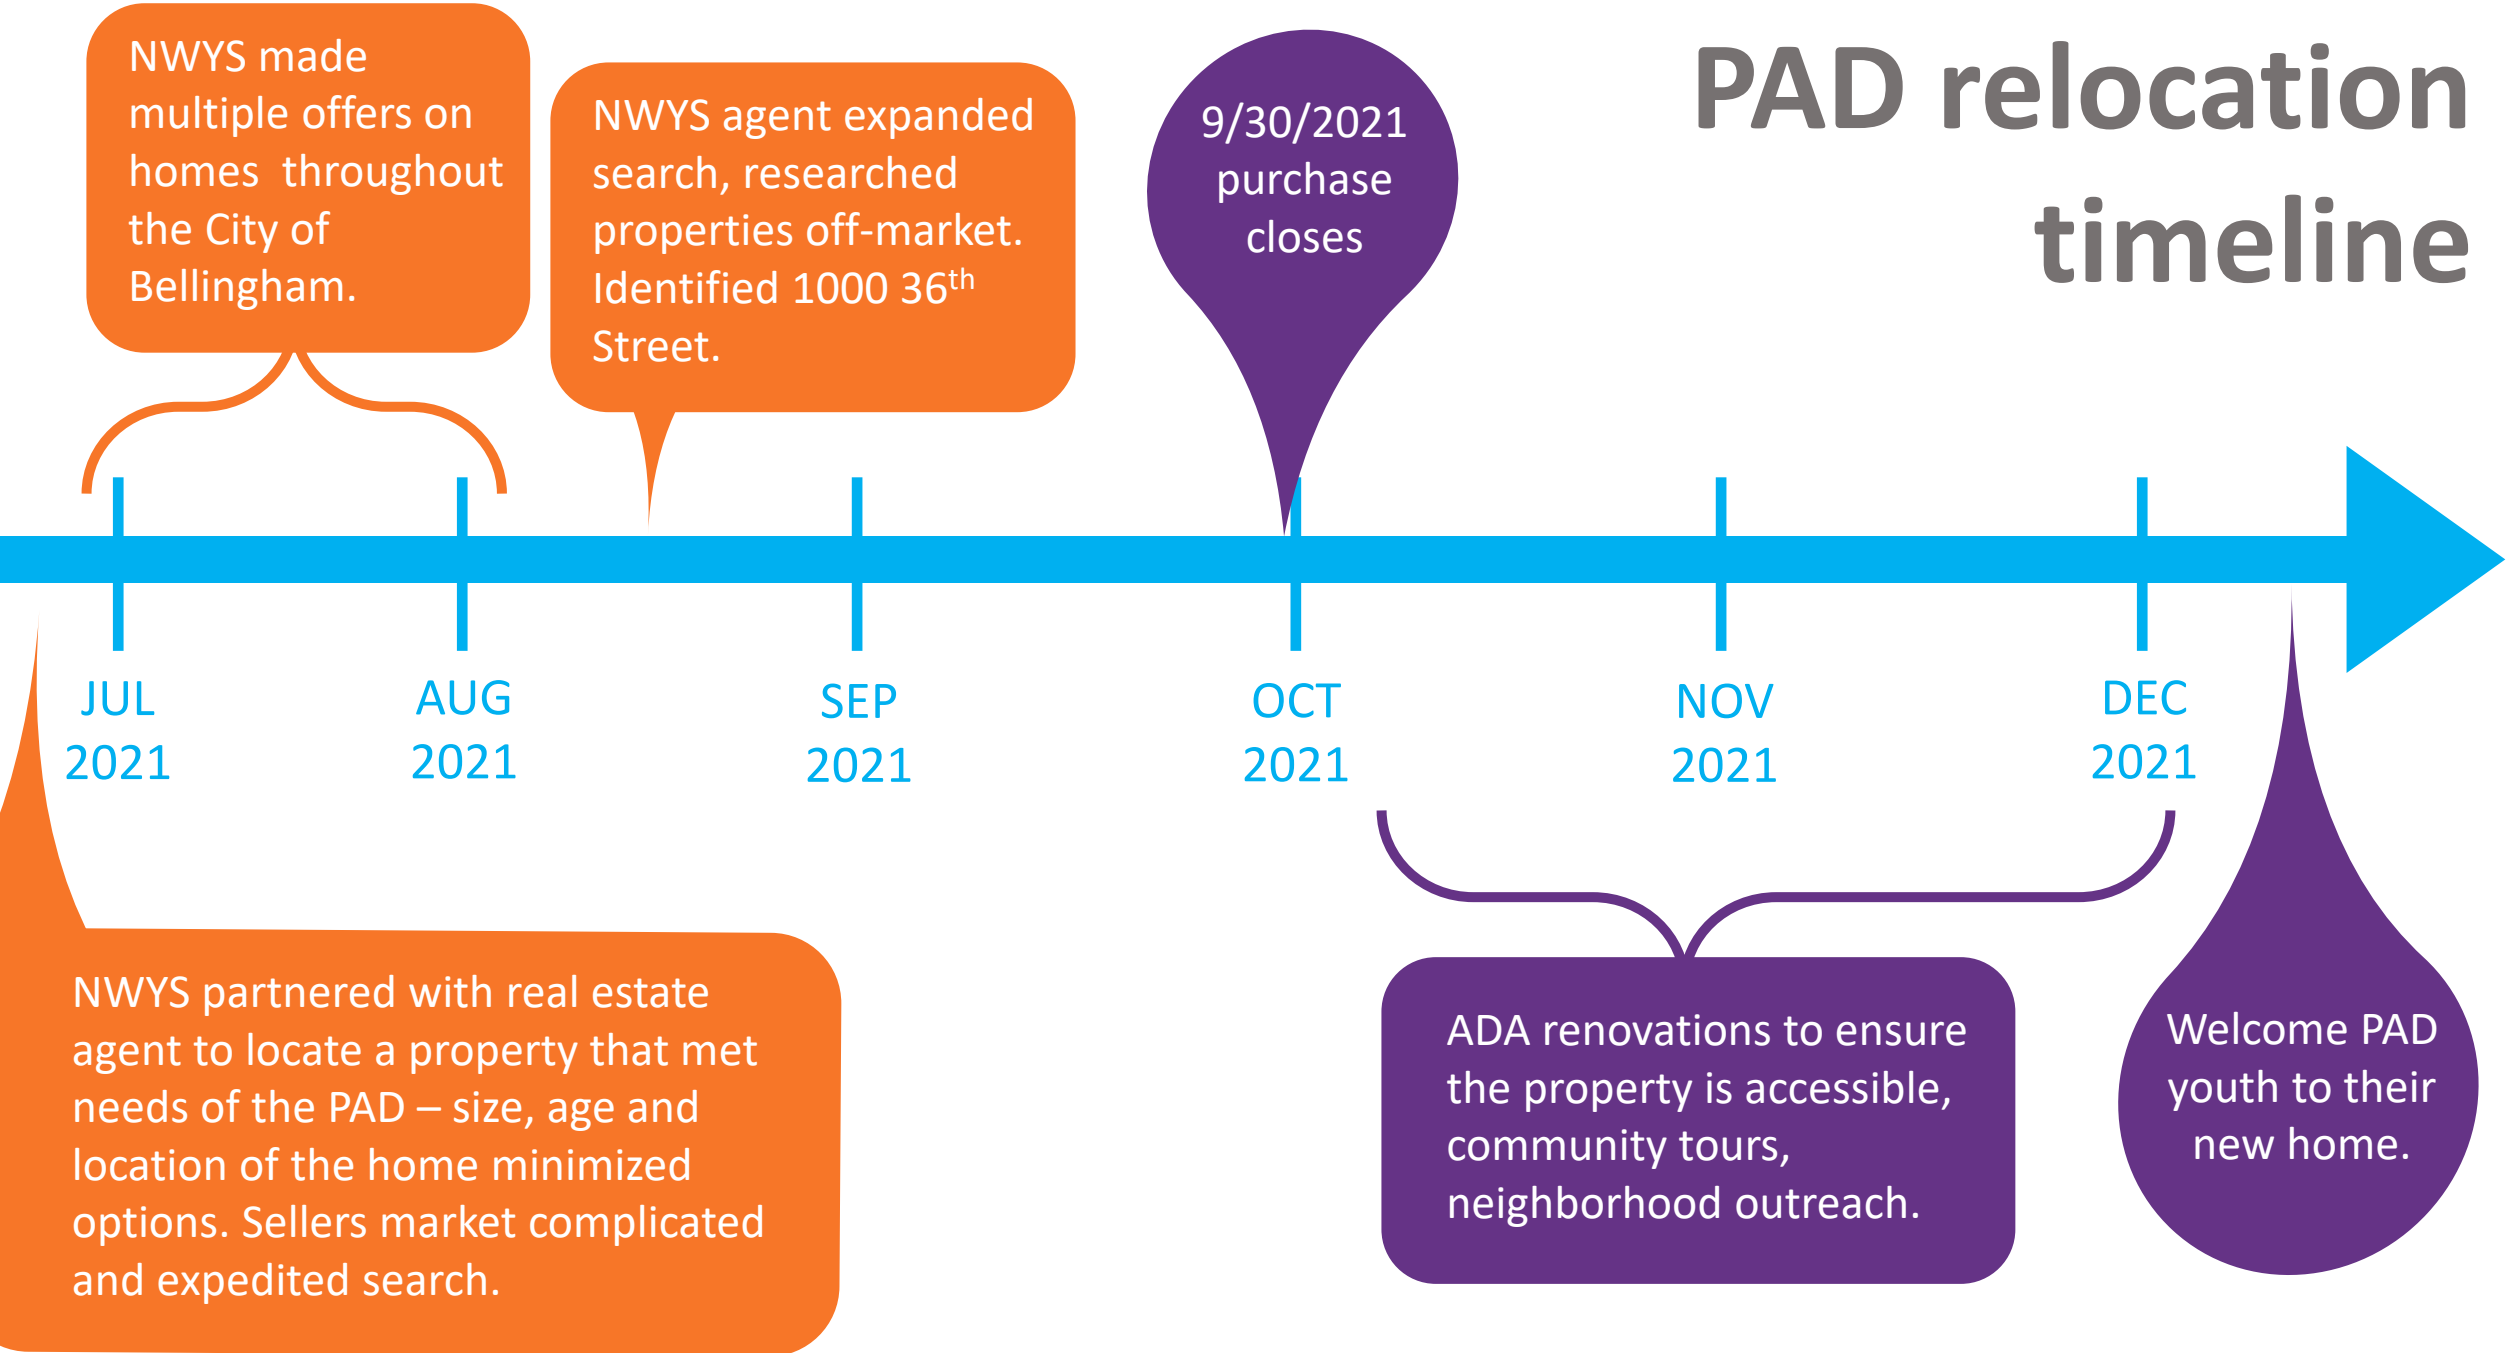 PAD relocation
timeline
NWYS made
multiple offers on
homes throughout
the City of
Bellingham.
NWYS agent expanded
search, researched
properties off-market.
Identified 1000 36th
Street.
9/30/2021
purchase
closes
JUL
2021
AUG
2021
SEP
2021
OCT
2021
NOV
2021
DEC
2021
NWYS partnered with real estate
agent to locate a property that met
needs of the PAD – size, age and
location of the home minimized
options. Sellers market complicated
and expedited search.
ADA renovations to ensure
the property is accessible,
community tours,
neighborhood outreach.
Welcome PAD
youth to their
new home.